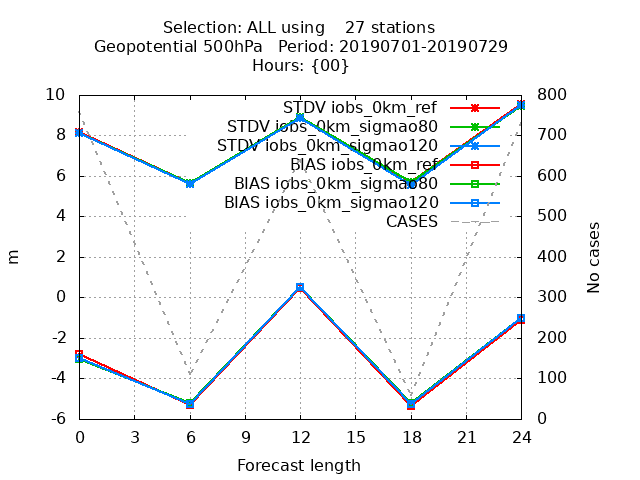 Selection: ALL using 27 stations
Geopotential 500hPa Period: 20190701-20190729
Hours: {00}
10
8
6
4
2
0
-2
-4
-6
m
800
700
600
500
400
300
200
100
0
No cases
STDV iobs_0km_ref
STDV iobs_0km_sigmao80
STDV iobs_0km_sigmao120
BIAS iobs_0km_ref
BIAS iobs_0km_sigmao80
BIAS iobs_0km_sigmao120
CASES
0 3 6 9 12 15 18 21 24
Forecast length